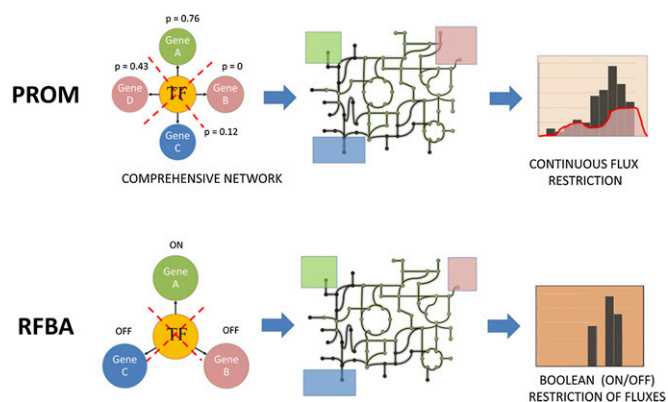 PROM
p = 0.76
Gene
A
p = 0.43
p = 0
Gene
D
TF
Gene
B
Gene
C
p = 0.12
COMPREHENSIVE NETWORK
CONTINUOUS FLUX
RESTRICTION
RFBA
ON
Gene
A
OFF
TF
OFF
Gene
C
Gene
B
BOOLEAN (ON/OFF)
RESTRICTION OF FLUXES